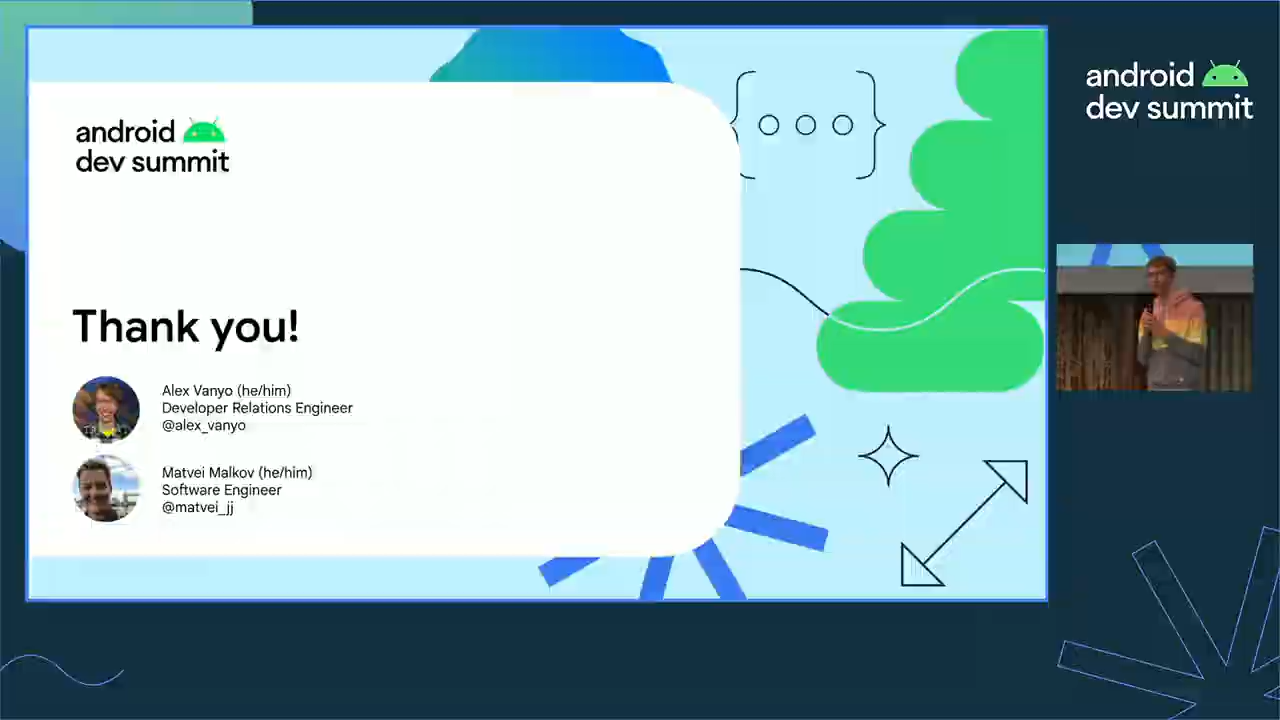 android
dev summit
Thank you!
Alex Vanyo (he/him)
Developer Relations Engineer
@alex_vanyo
Matvei Malkov (he/him)
Software Engineer
@matvei_jj
android
dev summit